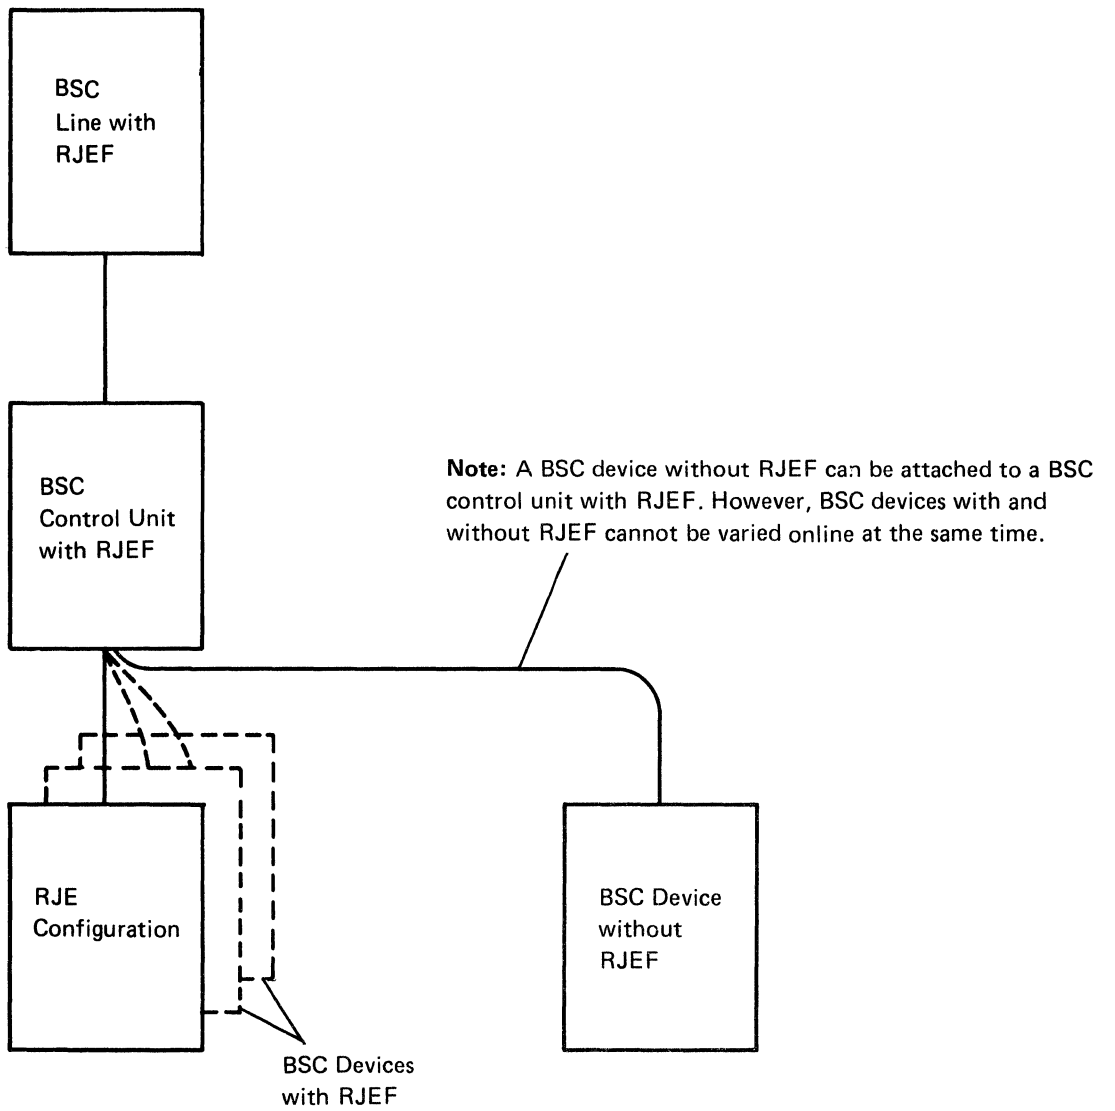 BSC
Line with
RJEF
BSC
Control Unit
with RJEF
Note: A BSC device without RJEF can be attached to a BSC
control unit with RJEF. However, BSC devices with and
without RJEF cannot be varied online at the same time.
RJE
Configuration
BSC Device
without
RJEF
BSC Devices
with RJEF